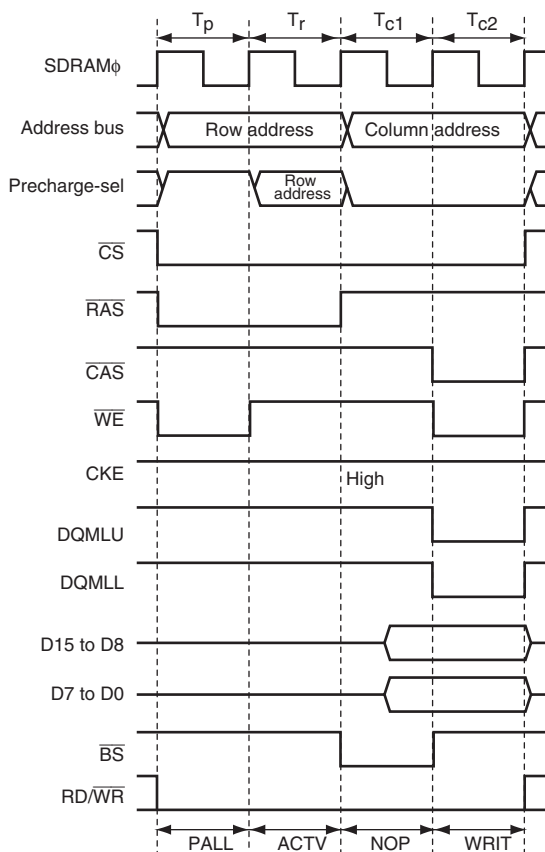 Tp Tr Tc1 Tc2
SDRAMϕ
Address bus Row address Column address
Precharge-sel Row address
CS
RAS
CAS
WE
CKE High
DQMLU
DQMLL
D15 to D8
D7 to D0
BS
RD/WR
PALL ACTV NOP WRIT